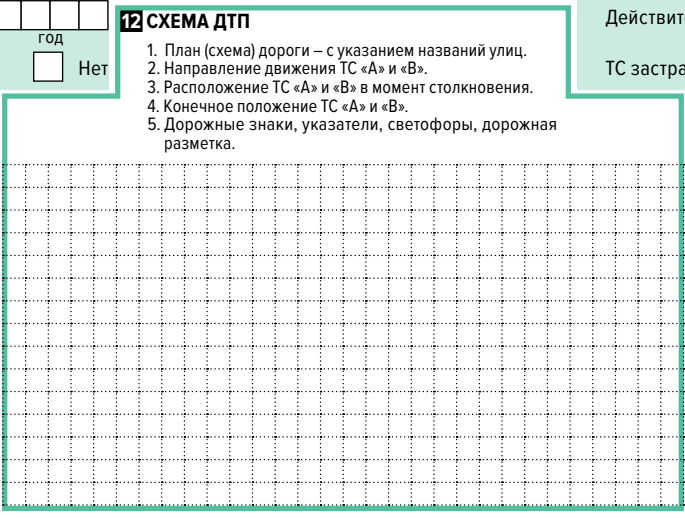 год
Нет
12 СХЕМА ДТП
1. План (схема) дороги – с указанием названий улиц.
2. Направление движения ТС «А» и «В».
3. Расположение ТС «А» и «В» в момент столкновения.
4. Конечное положение ТС «А» и «В».
5. Дорожные знаки, указатели, светофоры, дорожная
разметка.
Действит
ТС застра